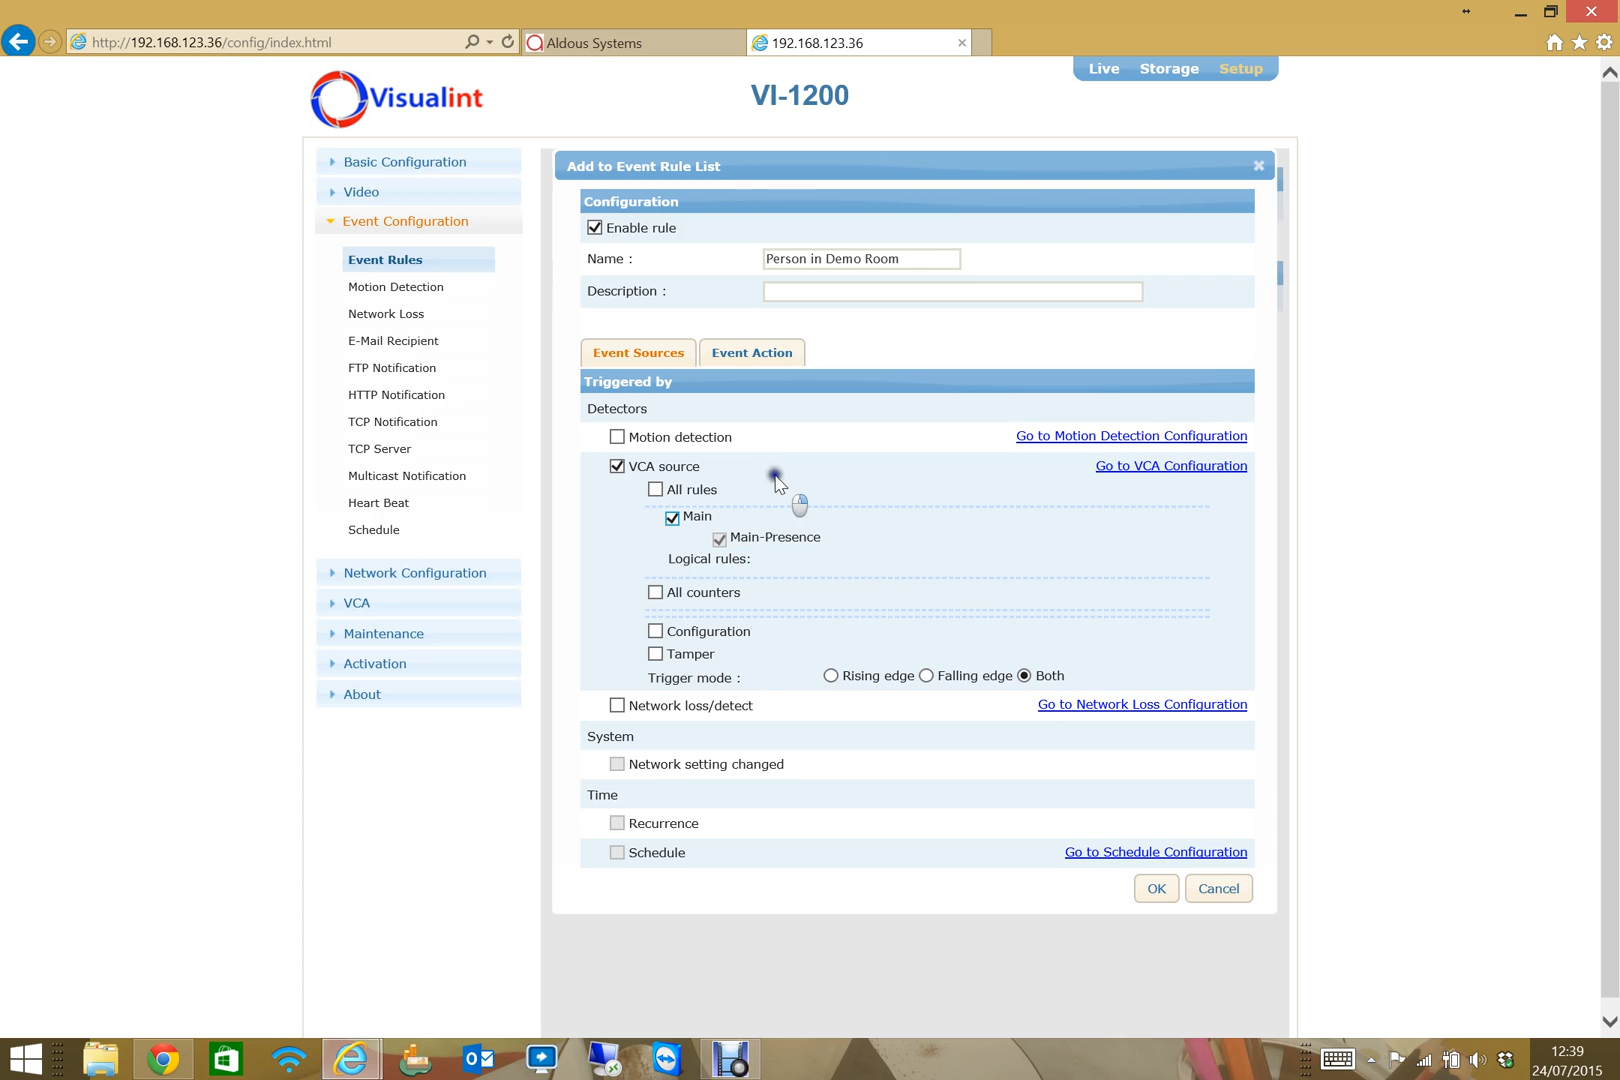 http://192.168.123.36/config/index.html
Aldous Systems
192.168.123.36
Live Storage Setup
Visualint
VI-1200
Basic Configuration
Video
Event Configuration
Event Rules
Motion Detection
Network Loss
E-Mail Recipient
FTP Notification
HTTP Notification
TCP Notification
TCP Server
Multicast Notification
Heart Beat
Schedule
Network Configuration
VCA
Maintenance
Activation
About
Add to Event Rule List
Configuration
Enable rule
Name : Person in Demo Room
Description :
Event Sources Event Action
Triggered by
Detectors
Motion detection Go to Motion Detection Configuration
VCA source Go to VCA Configuration
All rules
Main
Main-Presence
Logical rules:
All counters
Configuration
Tamper
Trigger mode : Rising edge Falling edge Both
Network loss/detect Go to Network Loss Configuration
System
Network setting changed
Time
Recurrence
Schedule Go to Schedule Configuration
OK Cancel
12:39
24/07/2015